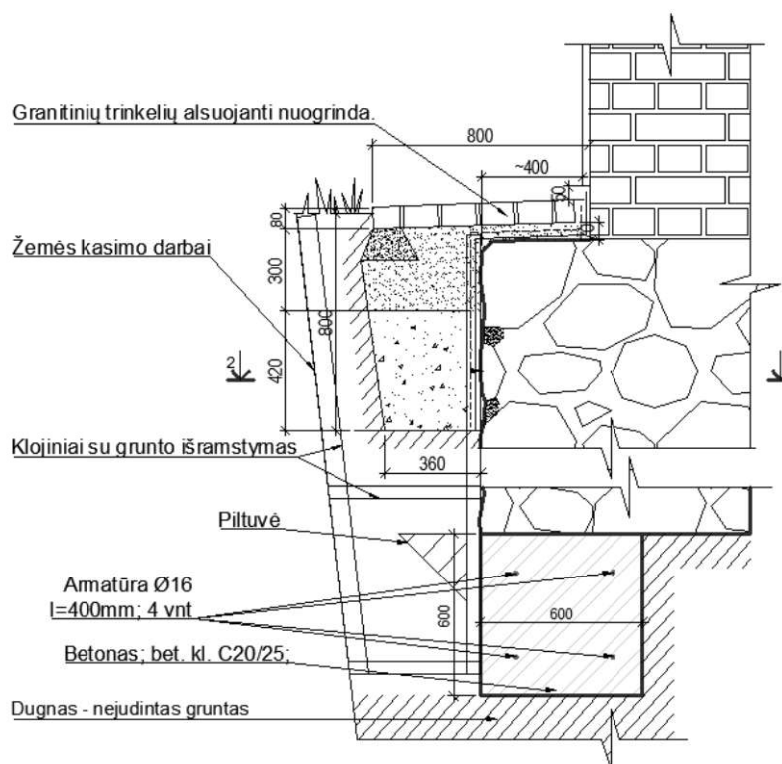 Granitinių trinkelių alsuojanti nuogrinda.
800
~400
50
80
Žemės kasimo darbai
300
800
2
420
Klojiniai su grunto išramstymas
360
Piltuvė
Armatūra Ø16
l=400mm; 4 vnt
600
600
Betonas; bet. kl. C20/25;
Dugnas - nejudintas gruntas